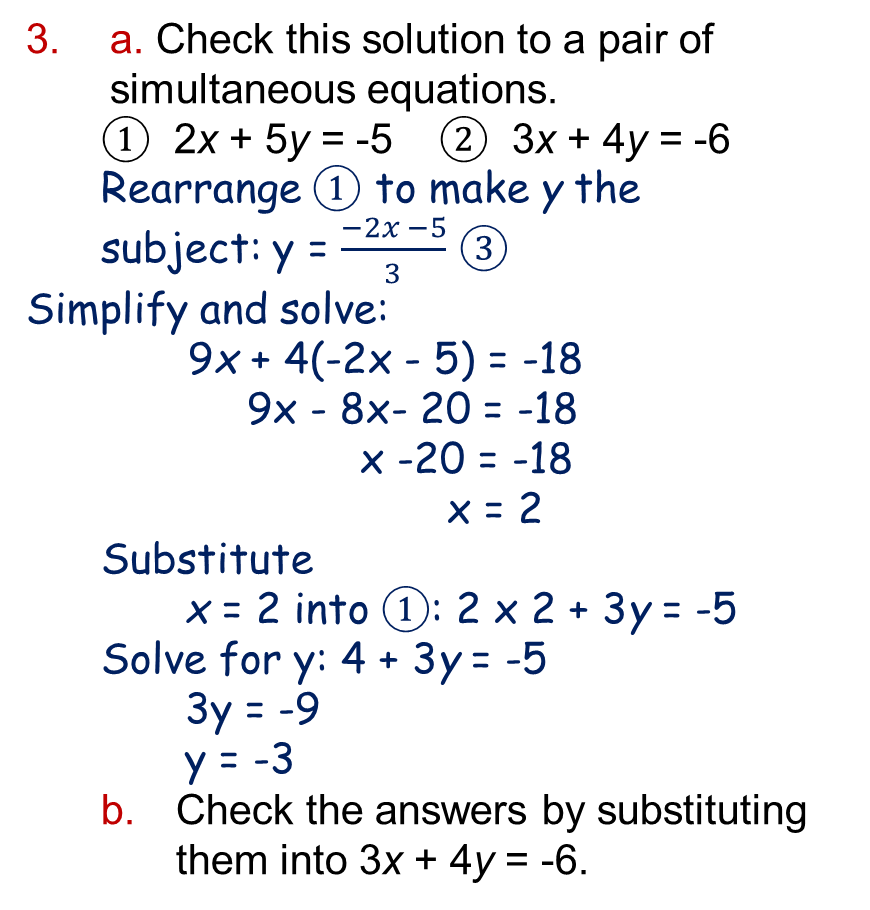 3. a. Check this solution to a pair of
simultaneous equations.
① 2x + 5y = -5 ② 3x + 4y = -6
Rearrange ① to make y the
subject: y = \frac{-2x-5}{3} ③
Simplify and solve:
9x + 4(-2x - 5) = -18
9x - 8x- 20 = -18
x -20 = -18
x = 2
Substitute
x = 2 into ①: 2 x 2 + 3y = -5
Solve for y: 4 + 3y = -5
3y = -9
y = -3
b. Check the answers by substituting
them into 3x + 4y = -6.